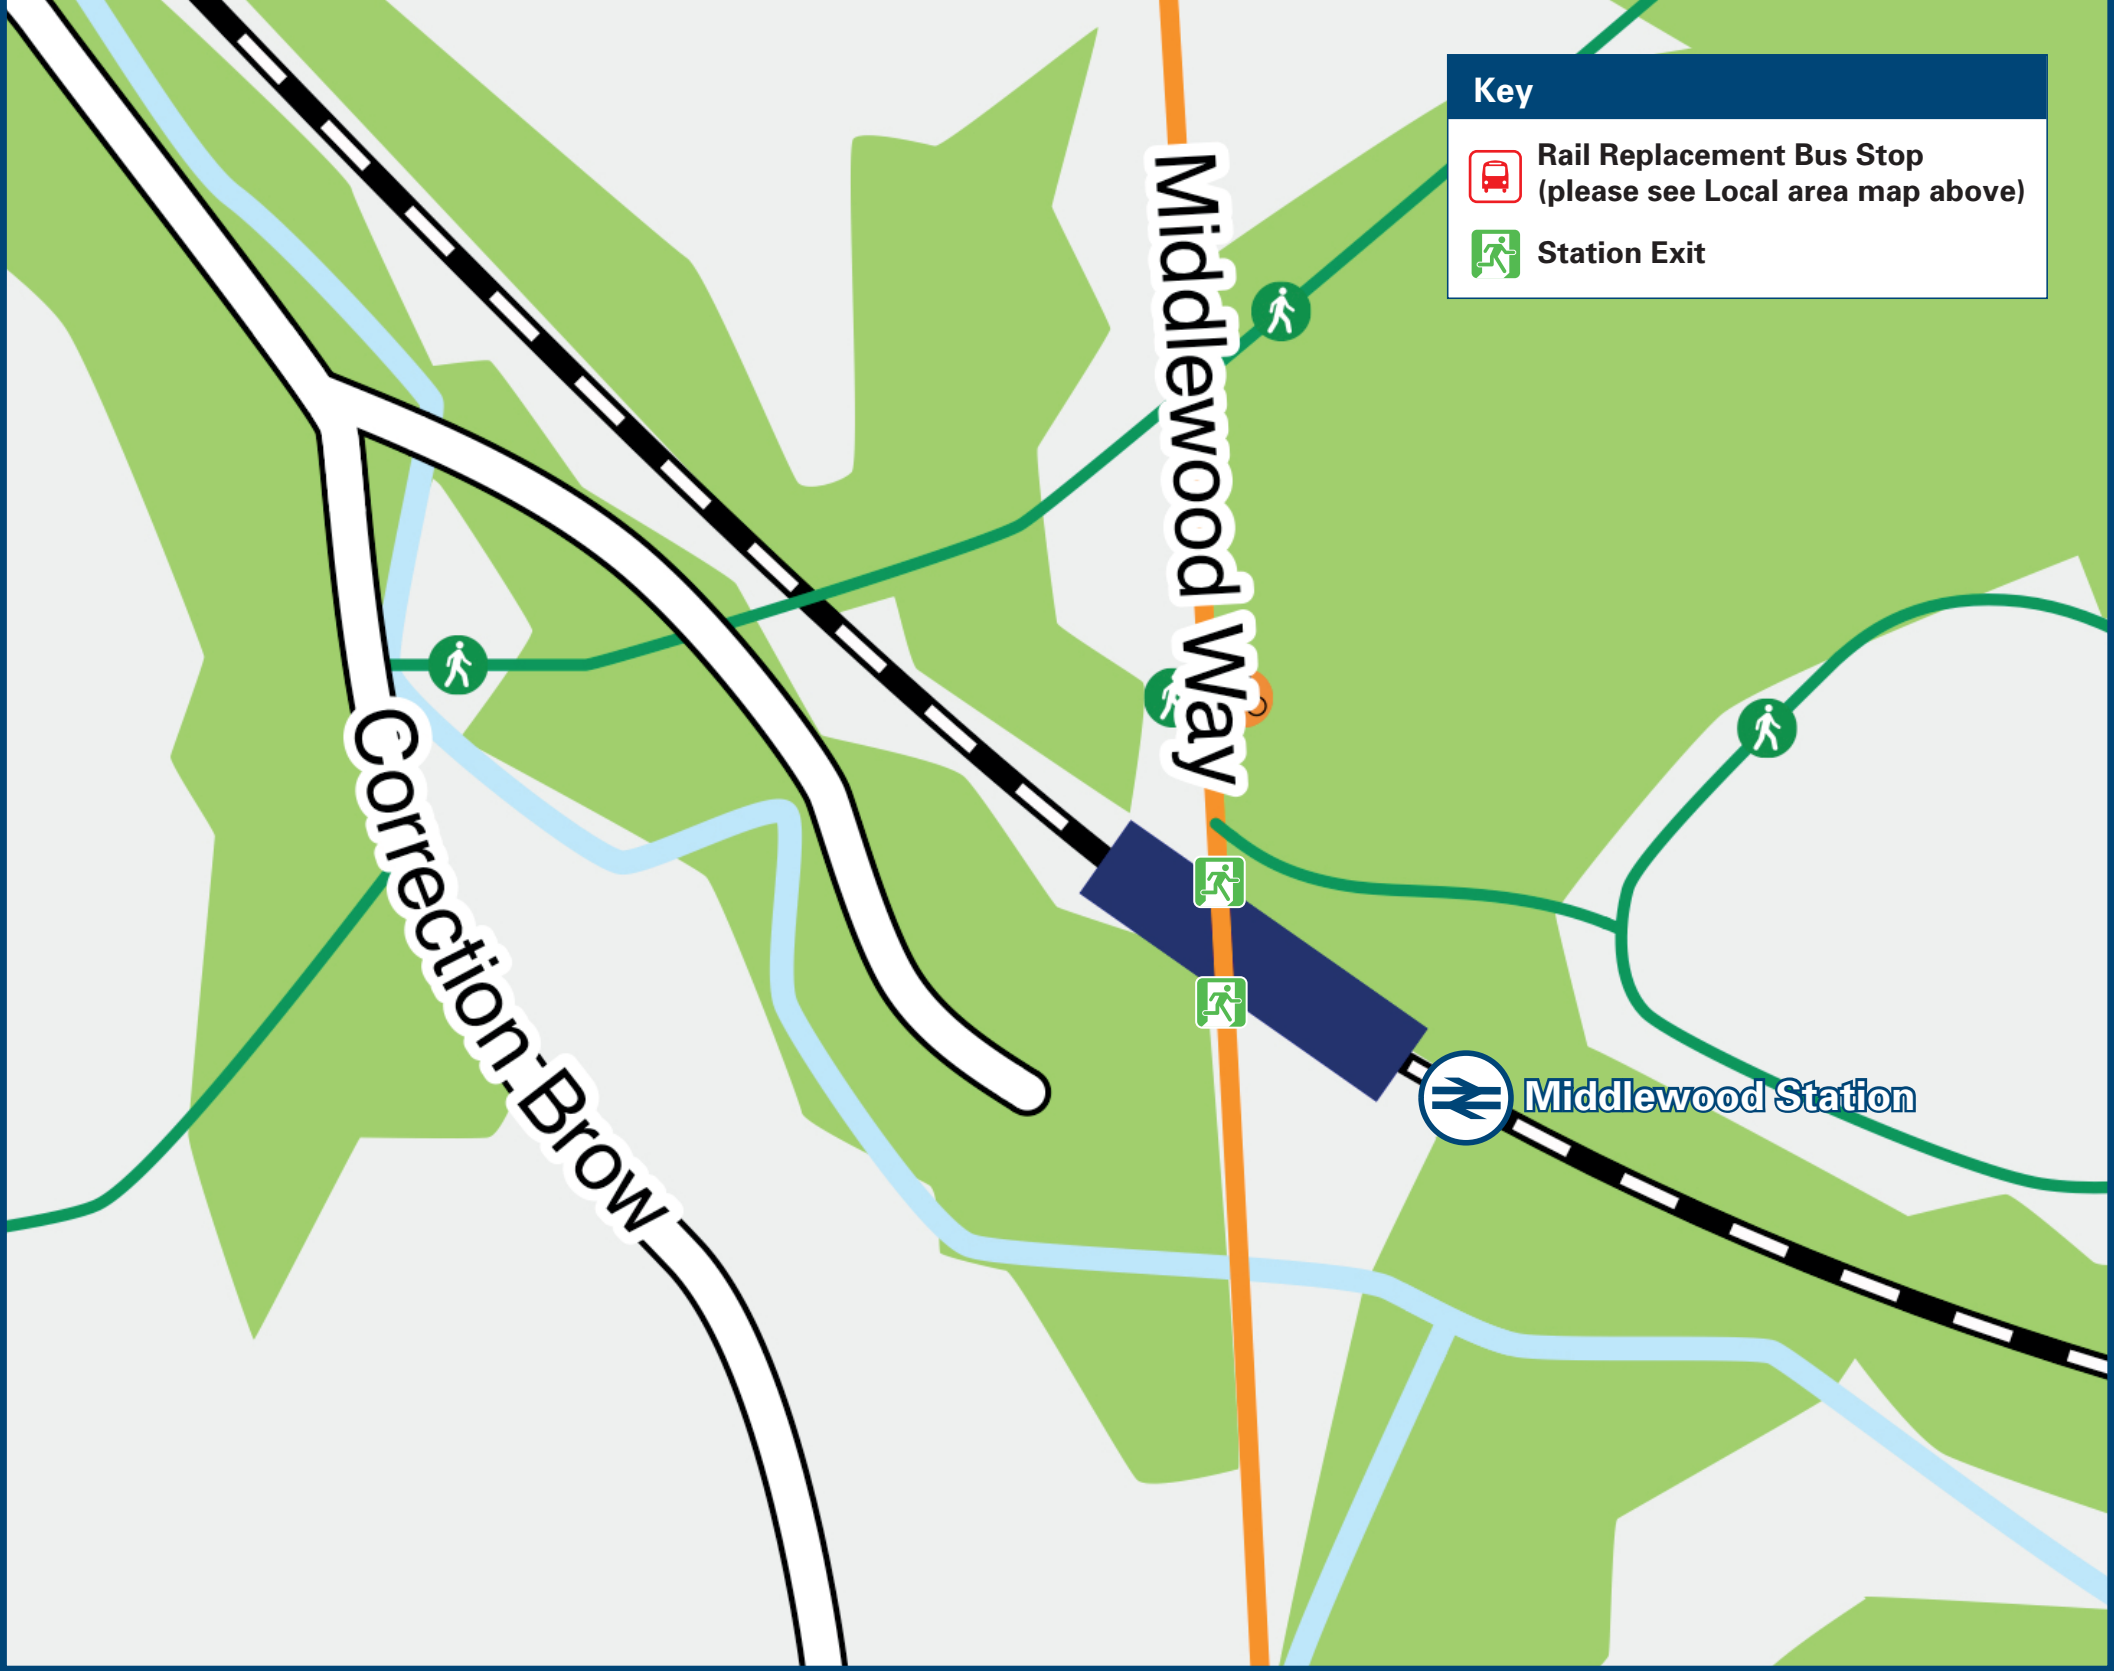 Key
Rail Replacement Bus Stop
(please see Local area map above)
Station Exit
Middlewood Way
Correction Brow
Middlewood Station